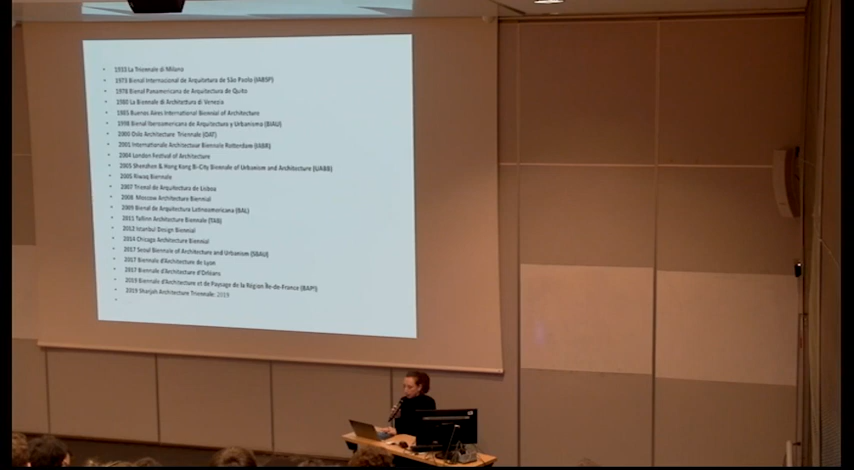 1933 La Triennale di Milano
1973 Bienal Internacional de Arquitetura de São Paolo (IABSP)
1978 Bienal Panamericana de Arquitectura de Quito
1980 La Biennale di Architettura di Venezia
1985 Buenos Aires International Biennial of Architecture
1998 Bienal Iberoamericana de Arquitectura y Urbanismo (BIAU)
2000 Oslo Architecture Triennale (OAT)
2001 Internationale Architectuur Biennale Rotterdam (IABR)
2004 London Festival of Architecture
2005 Shenzhen & Hong Kong Bi-City Biennale of Urbanism and Architecture (UABB)
2005 Riwaq Biennale
2007 Trienal de Arquitectura de Lisboa
2008 Moscow Architecture Biennial
2009 Bienal de Arquitectura Latinoamericana (BAL)
2011 Tallinn Architecture Biennale (TAB)
2012 Istanbul Design Biennial
2014 Chicago Architecture Biennial
2017 Seoul Biennale of Architecture and Urbanism (SBAU)
2017 Biennale d'Architecture de Lyon
2017 Biennale d'Architecture d'Orléans
2019 Biennale d'Architecture et de Paysage de la Région Île-de-France (BAP!)
2019 Sharjah Architecture Triennale: 2019